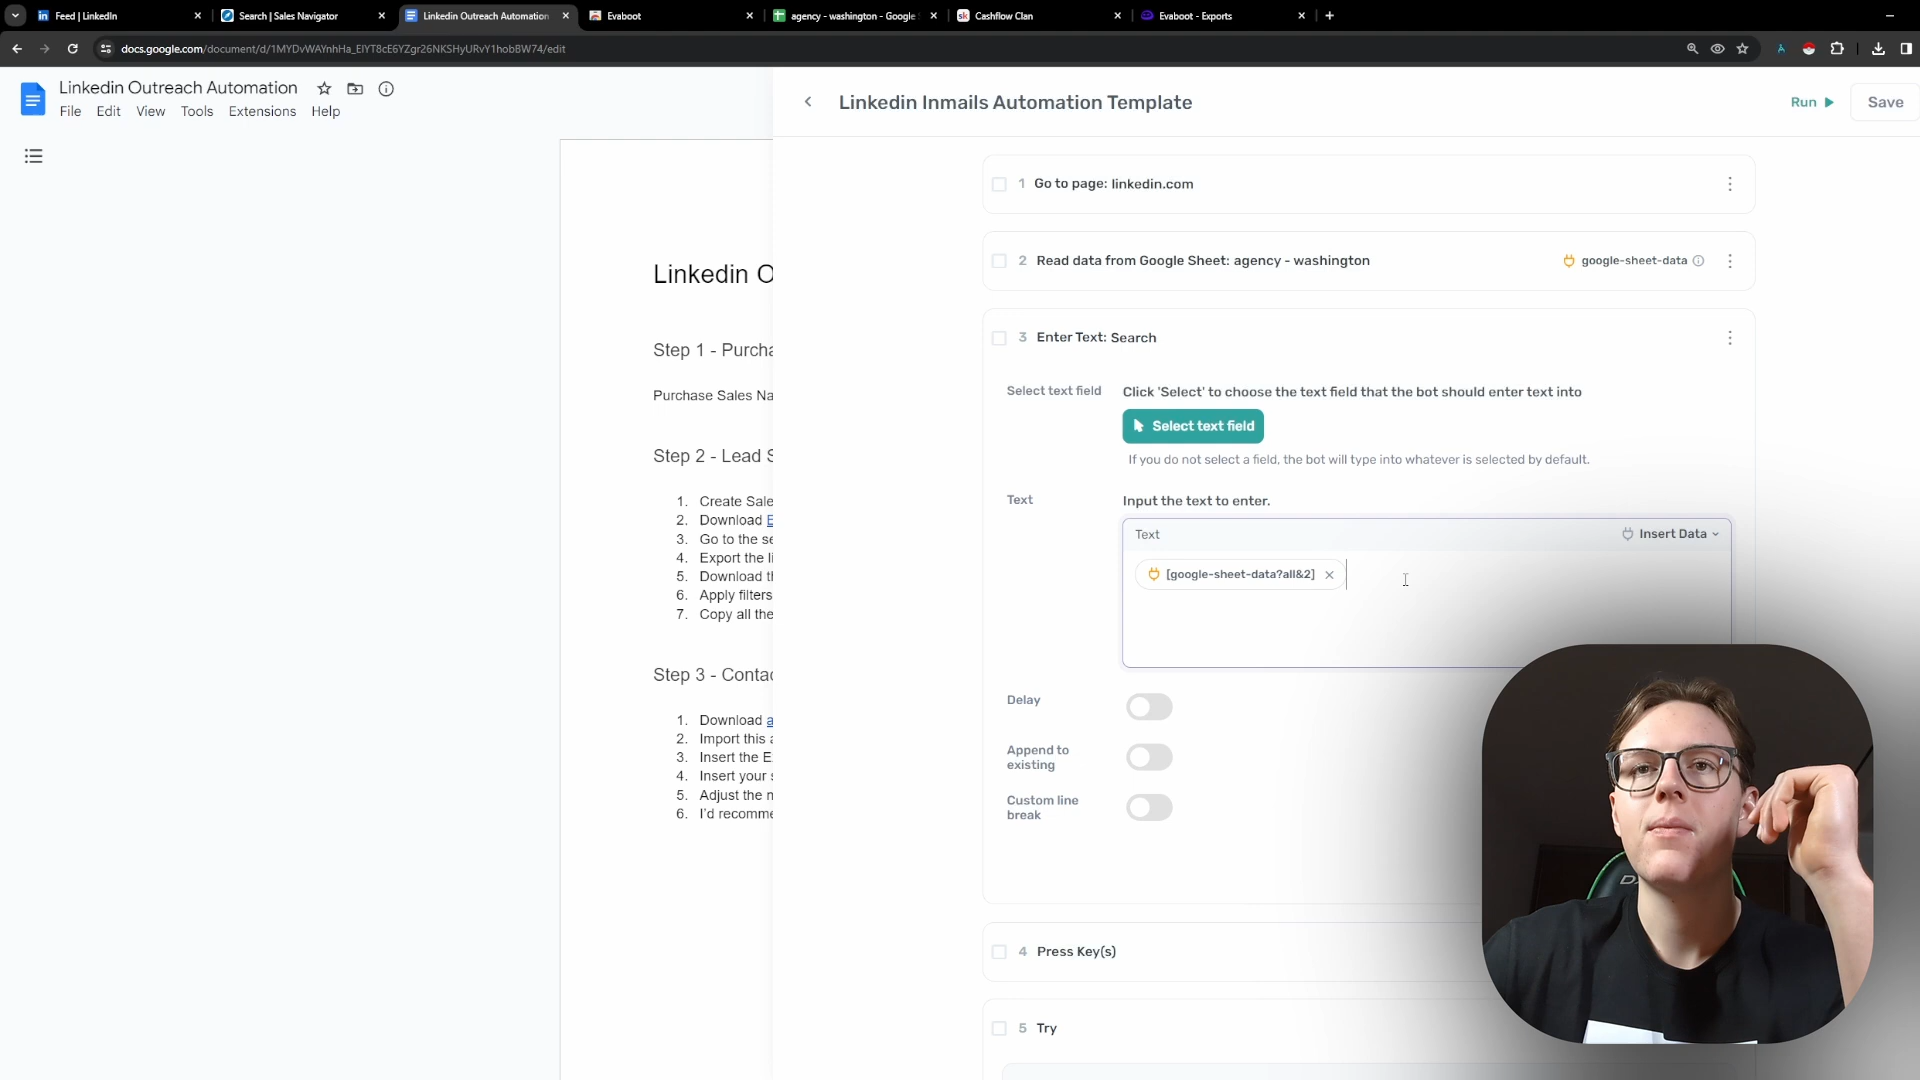 Feed | LinkedIn
Search | Sales Navigator
Linkedin Outreach Automation
Evaboot
agency - washington - Google
Cashflow Clan
Evaboot - Exports
docs.google.com/document/d/1MYDvWAYnhHa_ElYT8cE6YZgr26NKSHyURvY1hobBW74/edit
Linkedin Outreach Automation
File Edit View Tools Extensions Help
Linkedin O
Step 1 - Purcha
Purchase Sales Na
Step 2 - Lead S
1. Create Sale
2. Download E
3. Go to the se
4. Export the li
5. Download th
6. Apply filters
7. Copy all the
Step 3 - Contac
1. Download a
2. Import this a
3. Insert the E
4. Insert your s
5. Adjust the n
6. I'd recomme
Linkedin Inmails Automation Template
Run
Save
1 Go to page: linkedin.com
2 Read data from Google Sheet: agency - washington
google-sheet-data
3 Enter Text: Search
Select text field
Click 'Select' to choose the text field that the bot should enter text into
Select text field
If you do not select a field, the bot will type into whatever is selected by default.
Text
Input the text to enter.
Text
Insert Data
[google-sheet-data?all&2]
Delay
Append to
existing
Custom line
break
4 Press Key(s)
5 Try